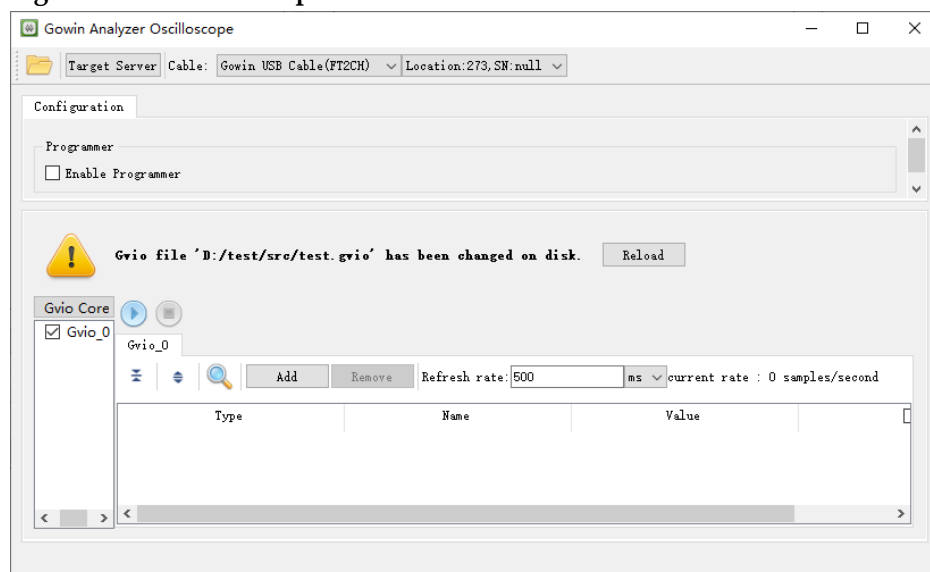 Gowin Analyzer Oscilloscope
Target Server Cable: Gowin USB Cable(FT2CH) Location:273,SN:null
Configuration
Programmer
Enable Programmer
Gvio file 'D:/test/src/test.gvio' has been changed on disk. Reload
Gvio Core
Gvio_0
Gvio_0
Add Remove Refresh rate: 500 ms current rate : 0 samples/second
Type Name Value